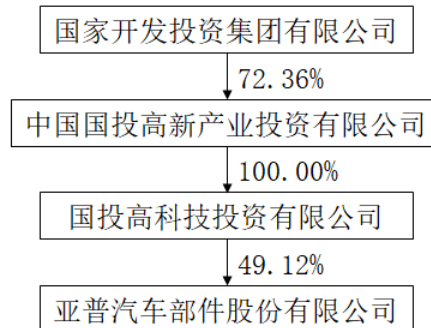 国家开发投资集团有限公司
72.36%
中国国投高新产业投资有限公司
100.00%
国投高科技投资有限公司
49.12%
亚普汽车部件股份有限公司